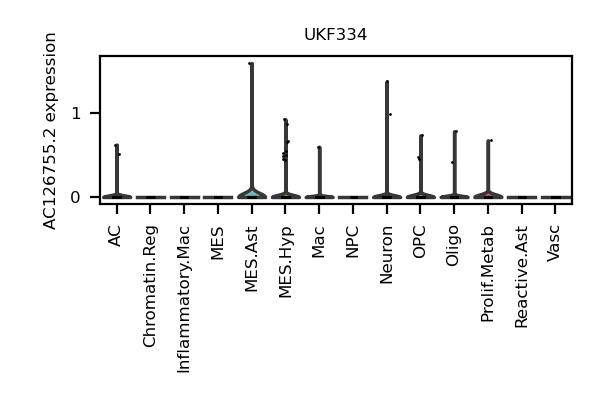 UKF334
AC126755.2 expression
1
0
AC
Chromatin.Reg
Inflammatory.Mac
MES
MES.Ast
MES.Hyp
Mac
NPC
Neuron
OPC
Oligo
Prolif.Metab
Reactive.Ast
Vasc